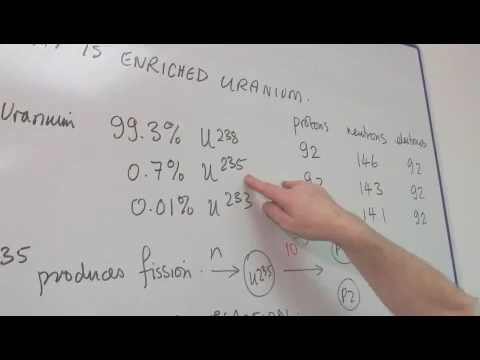 IS ENRICHED URANIUM.
Uranium 99.3% U238 protons neutrons electrons
92 146 92
0.7% U235 92 143 92
0.01% U233 141 92
35 produces fission. n → U235 10 →
P2